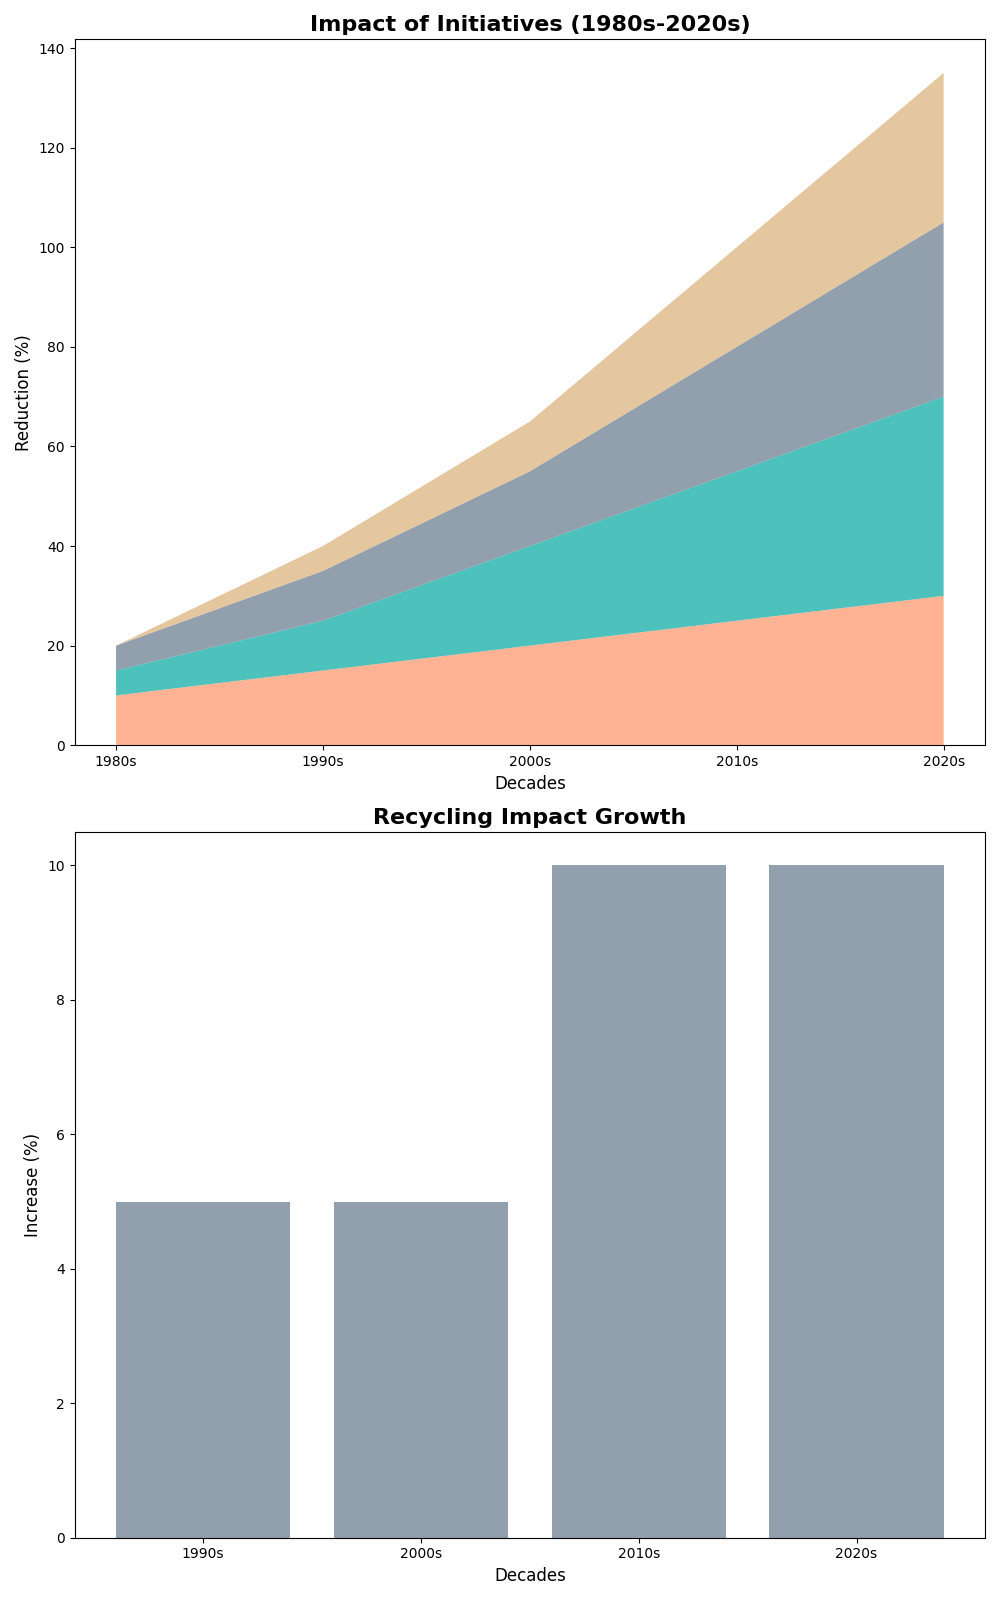 Impact of Initiatives (1980s-2020s)
140
120
100
80
60
40
20
0
Reduction (%)
1980s 1990s 2000s 2010s 2020s
Decades
Recycling Impact Growth
10
8
6
4
2
0
Increase (%)
1990s 2000s 2010s 2020s
Decades